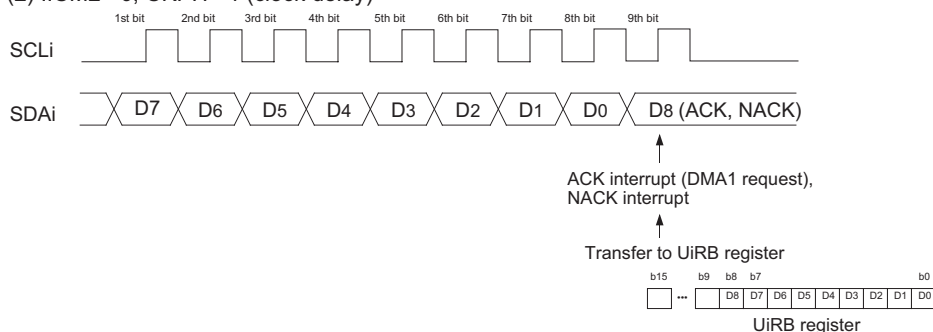 (2) IICM2= 0, CKPH= 1 (clock delay)
1st bit 2nd bit 3rd bit 4th bit 5th bit 6th bit 7th bit 8th bit 9th bit
SCLi
SDAi D7 D6 D5 D4 D3 D2 D1 D0 D8 (ACK, NACK)
ACK interrupt (DMA1 request),
NACK interrupt
Transfer to UiRB register
b15 b9 b8 b7 b0
... D8 D7 D6 D5 D4 D3 D2 D1 D0
UiRB register